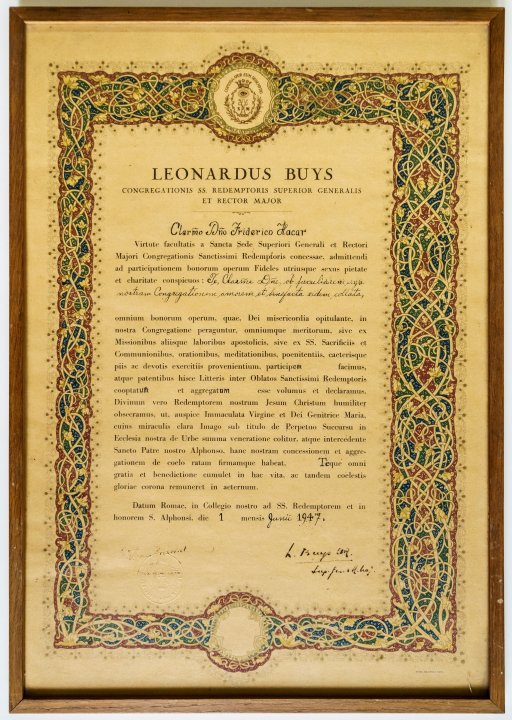 LEONARDUS BUYS
CONGREGATIONIS SS. REDEMPTORIS SUPERIOR GENERALIS
ET RECTOR MAJOR
Clarmo Dno Friderico Lacar
Virtute facultatis a Sancta Sede Superiori Generali et Rectori
Majori Congregationis Sanctissimi Redemptoris concessae, admittendi
ad participationem bonorum operum Fideles utriusque sexus pietate
et charitate conspicuos : Te, Clarme Dne, ob peculiarem erga
nostram Congregationem amorem et benefacta eidem collata,
omnium bonorum operum, quae, Dei misericordia opitulante, in
nostra Congregatione peraguntur, omniumque meritorum, sive ex
Missionibus aliisque laboribus apostolicis, sive ex SS. Sacrificiis et
Communionibus, orationibus, meditationibus, poenitentiis, caeterisque
piis ac devotis exercitiis provenientium, participem facimus,
atque patentibus hisce Litteris inter Oblatos Sanctissimi Redemptoris
cooptatum et aggregatum esse volumus et declaramus.
Divinum vero Redemptorem nostrum Jesum Christum humiliter
obsecramus, ut, auspice Immaculata Virgine et Dei Genitrice Maria,
cuius miraculis clara Imago sub titulo de Perpetuo Succursu in
Ecclesia nostra de Urbe summa veneratione colitur, atque intercedente
Sancto Patre nostro Alphonso, hanc nostram concessionem et aggre-
gationem de coelo ratam firmamque habeat. Teque omni
gratia et benedictione cumulet in hac vita, ac tandem coelestis
gloriae corona remuneret in aeternum.
Datum Romae, in Collegio nostro ad SS. Redemptorem et in
honorem S. Alphonsi, die 1 mensis Junii 1947.
L. Buys